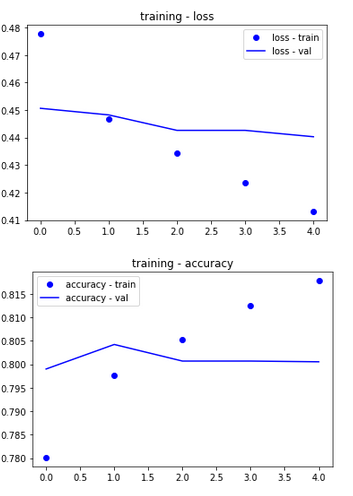 training - loss
0.48
loss - train
loss - val
0.47
0.46
0.45
0.44
0.43
0.42
0.41
0.0 0.5 1.0 1.5 2.0 2.5 3.0 3.5 4.0
training - accuracy
accuracy - train
accuracy - val
0.815
0.810
0.805
0.800
0.795
0.790
0.785
0.780
0.0 0.5 1.0 1.5 2.0 2.5 3.0 3.5 4.0